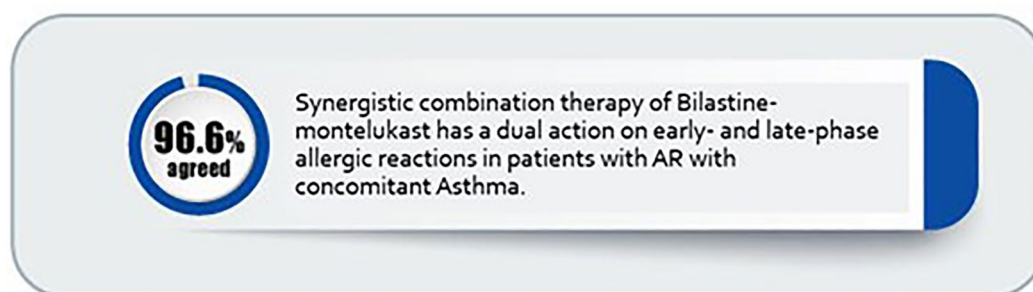 96.6%
agreed
Synergistic combination therapy of Bilastine-
montelukast has a dual action on early- and late-phase
allergic reactions in patients with AR with
concomitant Asthma.